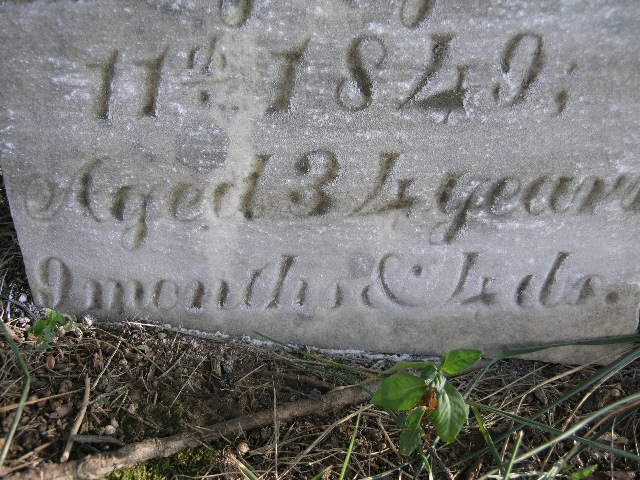 11th 1849;
Aged 34 years
9 months & 4 ds.